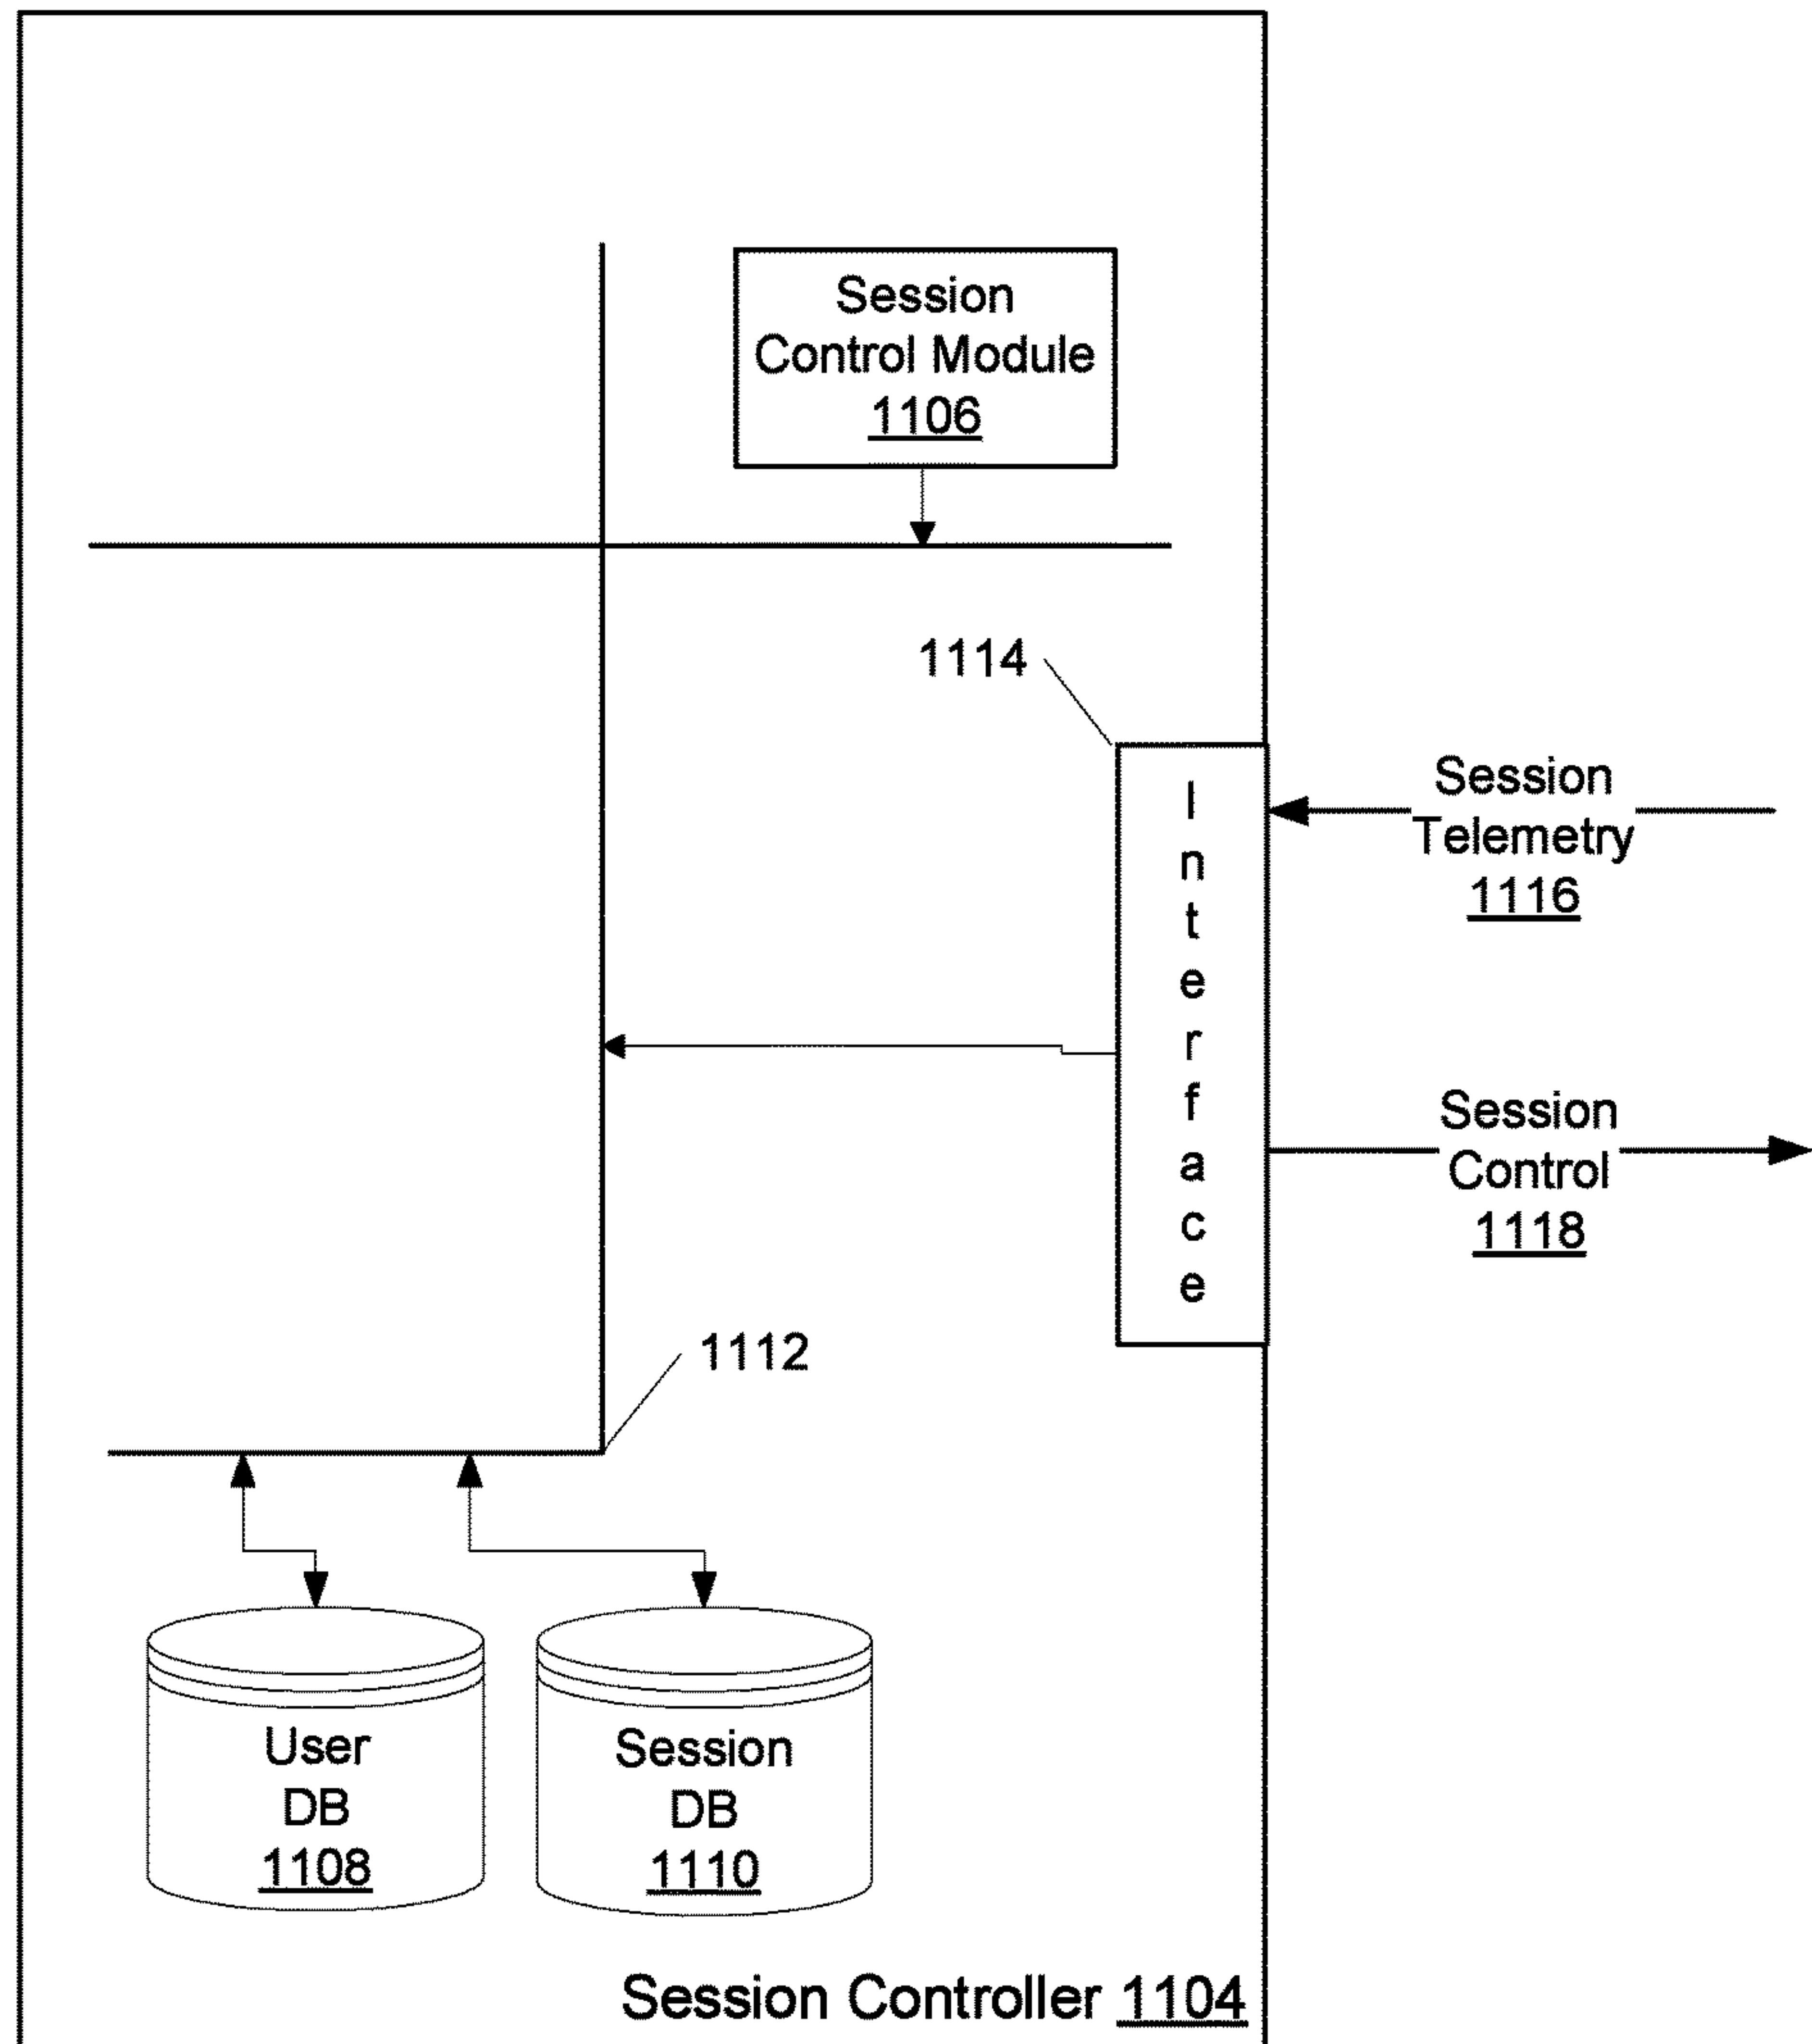 Session
Control Module
1106
1114
Interface
Session
Telemetry
1116
Session
Control
1118
1112
User
DB
1108
Session
DB
1110
Session Controller 1104